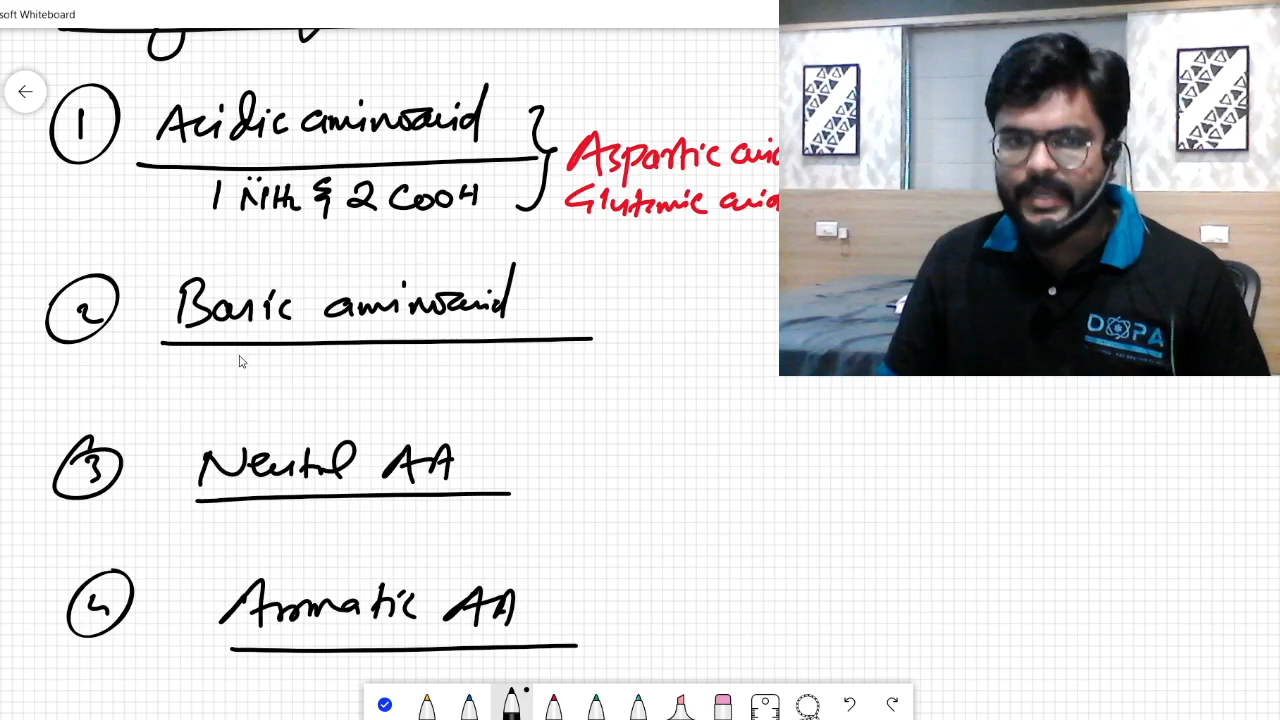 soft Whiteboard
1 Acidic aminoacid
Aspartic acid
1 N̈H₂ & 2 COOH
Glutamic acid
2 Basic aminoacid
3 Neutral AA
4 Aromatic AA
DOPA